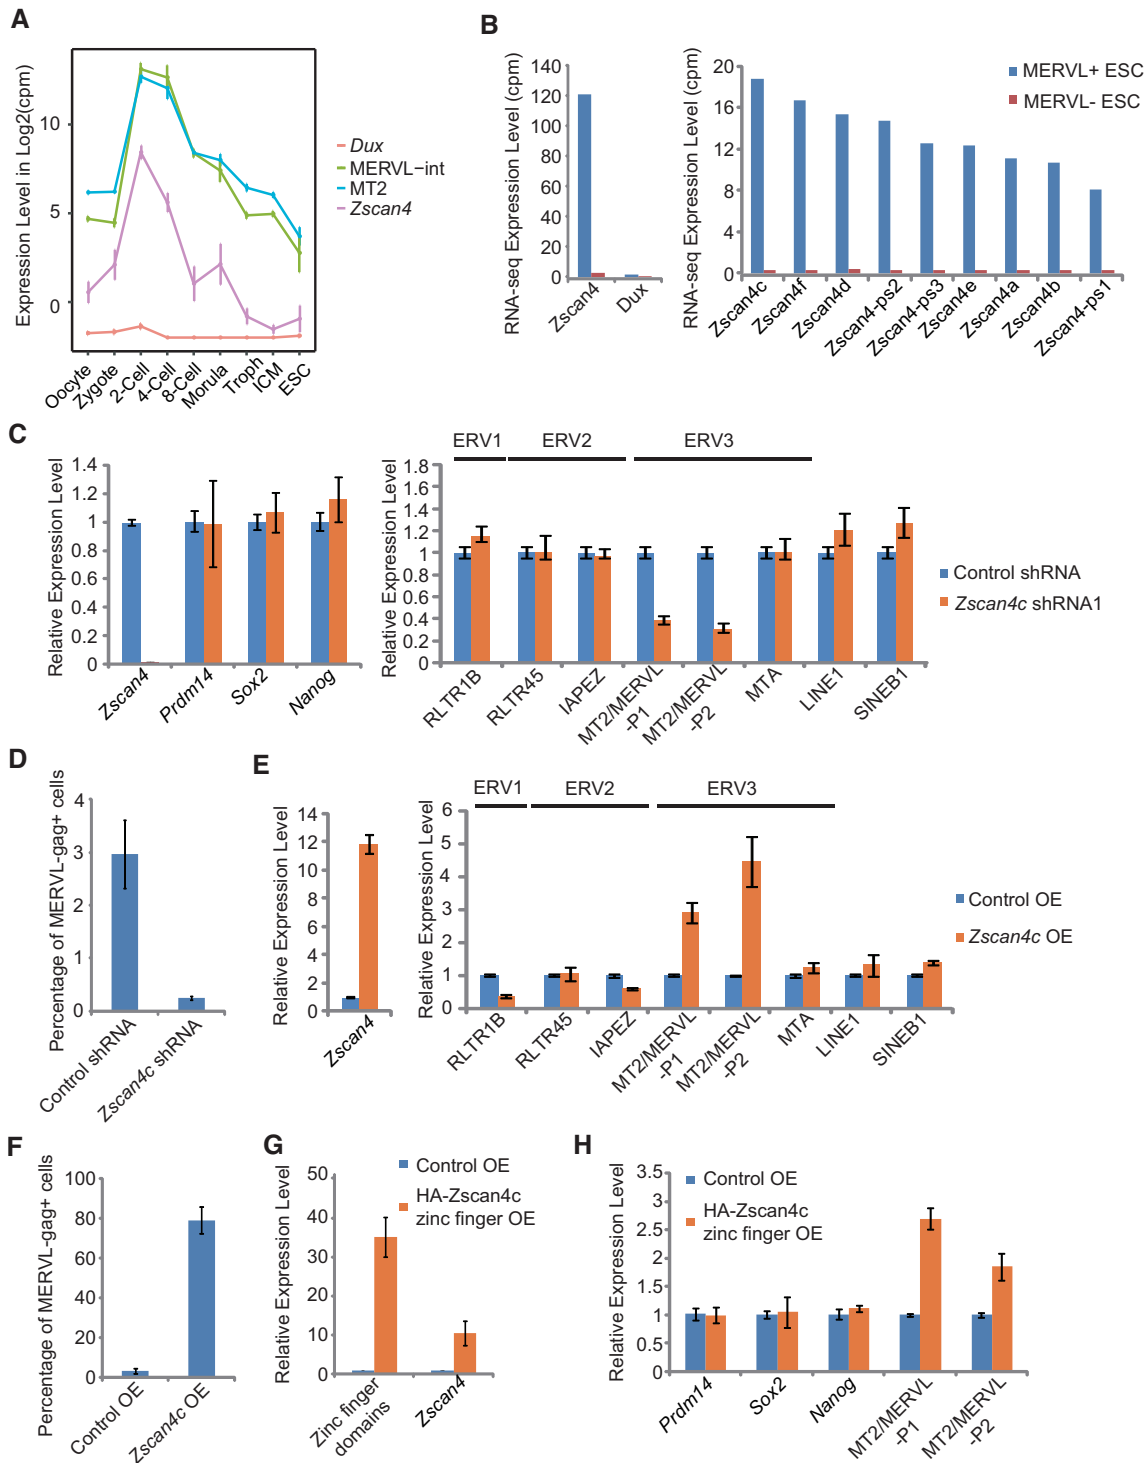 A
Expression Level in Log2(cpm)
10
5
0
Oocyte
Zygote
2-Cell
4-Cell
8-Cell
Morula
Troph
ICM
ESC
Dux
MERVL−int
MT2
Zscan4
B
RNA-seq Expression Level (cpm)
140
120
100
80
60
40
20
0
Zscan4
Dux
RNA-seq Expression Level (cpm)
20
16
12
8
4
0
Zscan4c
Zscan4f
Zscan4d
Zscan4-ps2
Zscan4-ps3
Zscan4e
Zscan4a
Zscan4b
Zscan4-ps1
MERVL+ ESC
MERVL- ESC
C
Relative Expression Level
1.4
1.2
1
0.8
0.6
0.4
0.2
0
Zscan4
Prdm14
Sox2
Nanog
ERV1
ERV2
ERV3
Relative Expression Level
1.8
1.6
1.4
1.2
1
0.8
0.6
0.4
0.2
0
RLTR1B
RLTR45
IAPEZ
MT2/MERVL
-P1
MT2/MERVL
-P2
MTA
LINE1
SINEB1
Control shRNA
Zscan4c shRNA1
D
Percentage of MERVL-gag+ cells
4
3
2
1
0
Control shRNA
Zscan4c shRNA
E
Relative Expression Level
14
12
10
8
6
4
2
0
Zscan4
ERV1
ERV2
ERV3
Relative Expression Level
6
5
4
3
2
1
0
RLTR1B
RLTR45
IAPEZ
MT2/MERVL
-P1
MT2/MERVL
-P2
MTA
LINE1
SINEB1
Control OE
Zscan4c OE
F
Percentage of MERVL-gag+ cells
100
80
60
40
20
0
Control OE
Zscan4c OE
G
Relative Expression Level
50
40
30
20
10
0
Zinc finger
domains
Zscan4
Control OE
HA-Zscan4c
zinc finger OE
H
Relative Expression Level
3.5
3
2.5
2
1.5
1
0.5
0
Prdm14
Sox2
Nanog
MT2/MERVL
-P1
MT2/MERVL
-P2
Control OE
HA-Zscan4c
zinc finger OE